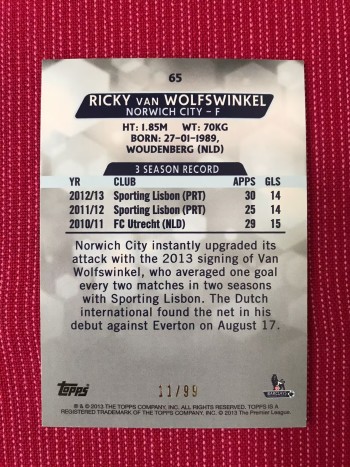 65
RICKY VAN WOLFSWINKEL
NORWICH CITY – F
HT: 1.85M WT: 70KG
BORN: 27-01-1989,
WOUDENBERG (NLD)
3 SEASON RECORD
YR CLUB APPS GLS
2012/13 Sporting Lisbon (PRT) 30 14
2011/12 Sporting Lisbon (PRT) 25 14
2010/11 FC Utrecht (NLD) 29 15
Norwich City instantly upgraded its
attack with the 2013 signing of Van
Wolfswinkel, who averaged one goal
every two matches in two seasons
with Sporting Lisbon. The Dutch
international found the net in his
debut against Everton on August 17.
Topps
11/99
BARCLAYS
® & © 2013 THE TOPPS COMPANY, INC. ALL RIGHTS RESERVED. TOPPS IS A
REGISTERED TRADEMARK OF THE TOPPS COMPANY, INC. © 2013 The Premier League.